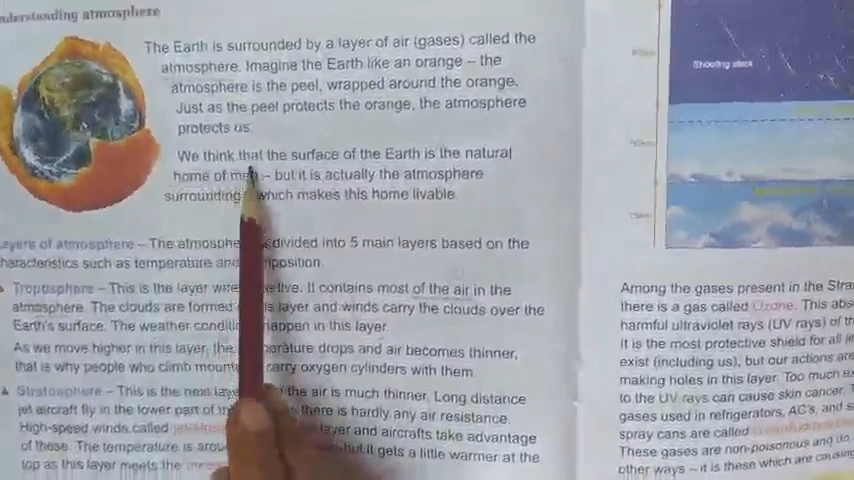 nderstanding atmosphere
The Earth is surrounded by a layer of air (gases) called the
atmosphere. Imagine the Earth like an orange – the
atmosphere is the peel, wrapped around the orange.
Just as the peel protects the orange, the atmosphere
protects us.
We think that the surface of the Earth is the natural
home of men – but it is actually the atmosphere
surrounding which makes this home livable
ayers of atmosphere – The atmosphere divided into 5 main layers based on the
characteristics such as temperature and
Troposphere – This is the layer live. It contains most of the air in the
atmosphere. The clouds are formed layer and winds carry the clouds over the
Earth's surface. The weather happen in this layer.
As we move higher in this layer, the drops and air becomes thinner,
that is why people who climb carry oxygen cylinders with them.
Stratosphere – This is the next the air is much thinner. Long distance
jet aircraft fly in the lower part of there is hardly any air resistance.
High-speed winds called layer and aircrafts take advantage
of these. The temperature is but it gets a little warmer at the
top as this layer meets the
Shooting stars
Among the gases present in the Stra
there is a gas called Ozone. This abs
harmful ultraviolet rays (UV rays) of th
It is the most protective shield for all
exist (including us), but our actions are
making holes in this layer. Too much
to the UV rays can cause skin cancer.
gases used in refrigerators, AC's, and
spray cans are called
These gases are non-poisonous and do
other ways – it is these which are causing